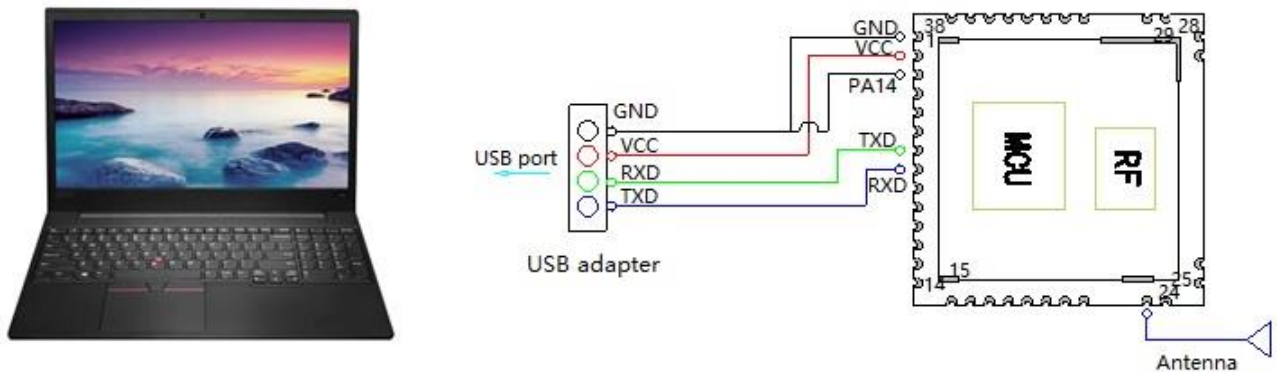 GND
VCC
PA14
TXD
RXD
38
1
29
28
MCU
RF
15
14
25
24
GND
VCC
RXD
TXD
USB port
USB adapter
Antenna